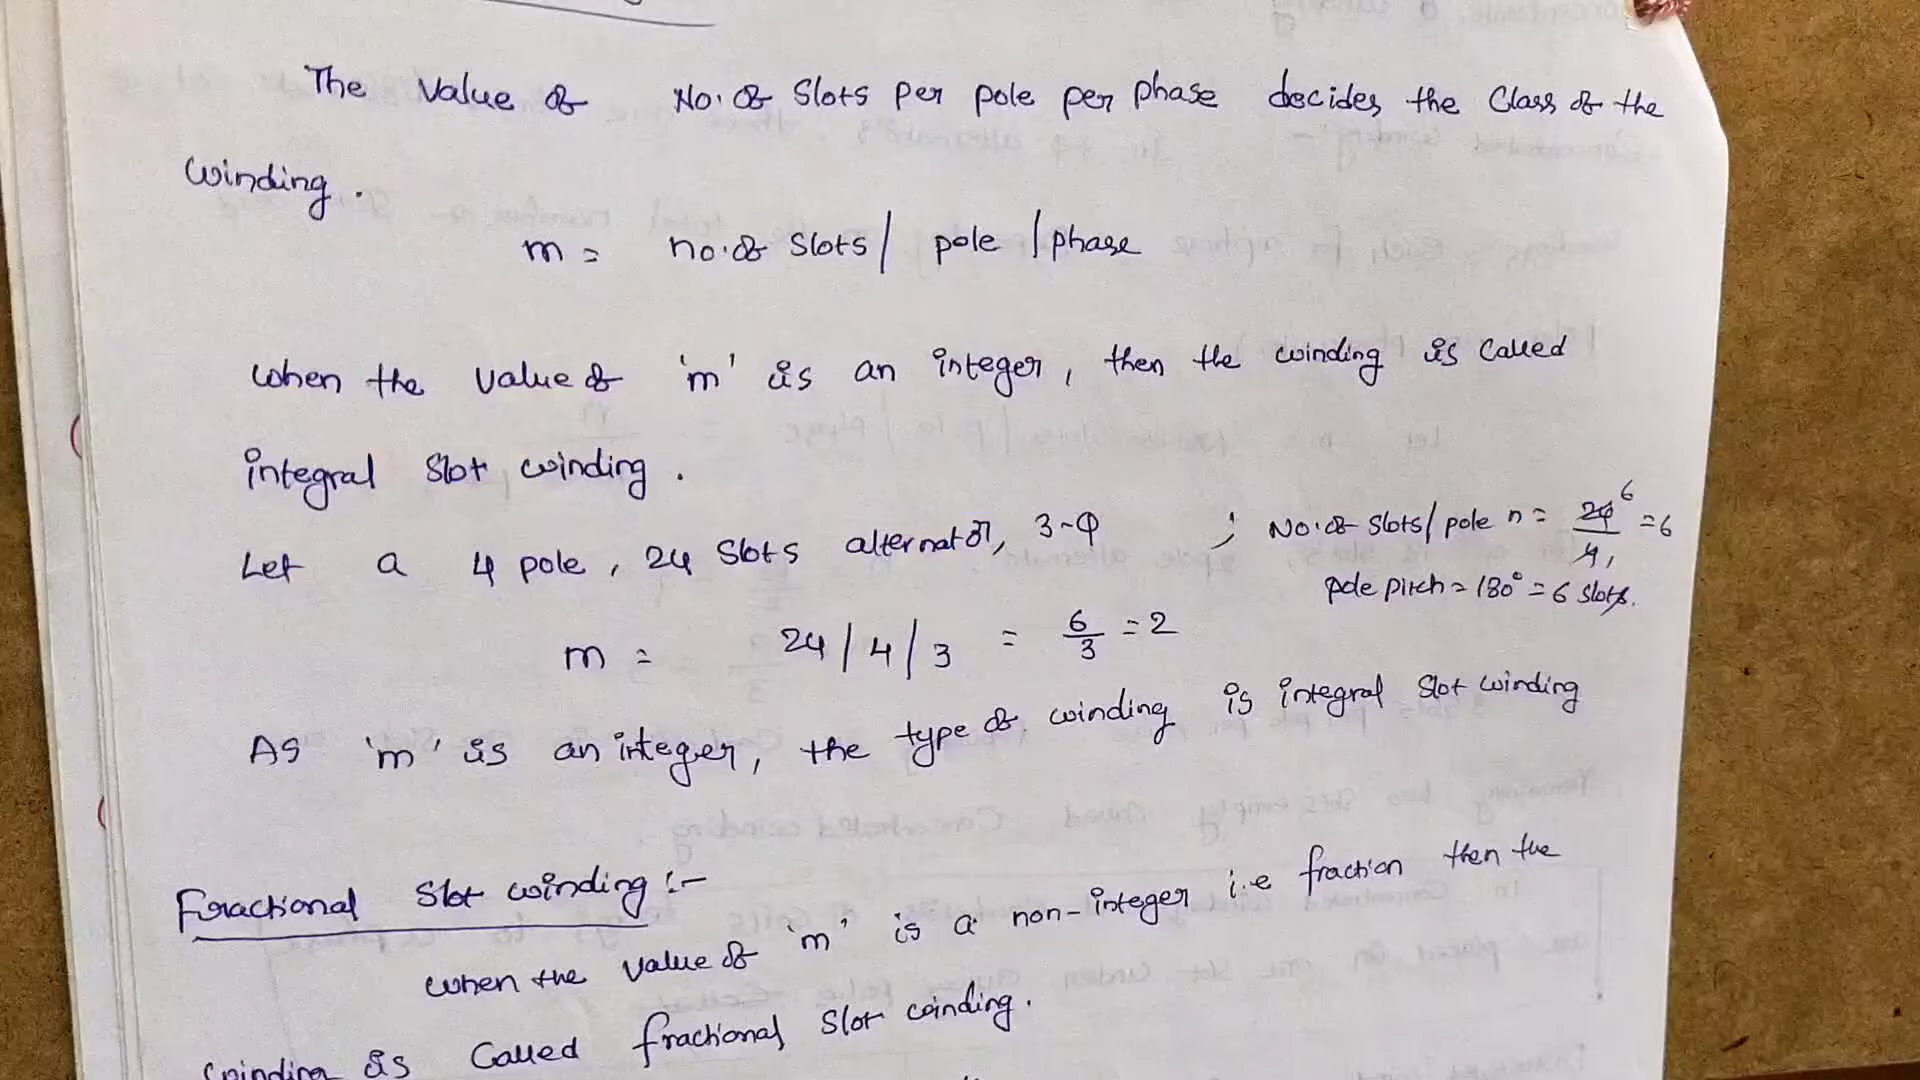 The Value of No. of Slots per pole per phase decides the Class of the
winding.
m = no. of Slots / pole / phase
when the value of 'm' is an integer, then the winding is Called
integral Slot winding.
Let a 4 pole, 24 Slots alternator, 3-φ ; No. of Slots / pole n = 24/4 6 = 6
pole pitch = 180° = 6 Slots.
m = 24 / 4 / 3 = 6/3 = 2
As 'm' is an integer, the type of winding is integral Slot winding
Fractional Slot winding :-
when the value of 'm' is a non-integer i.e fraction then the
winding is Called fractional Slot winding.